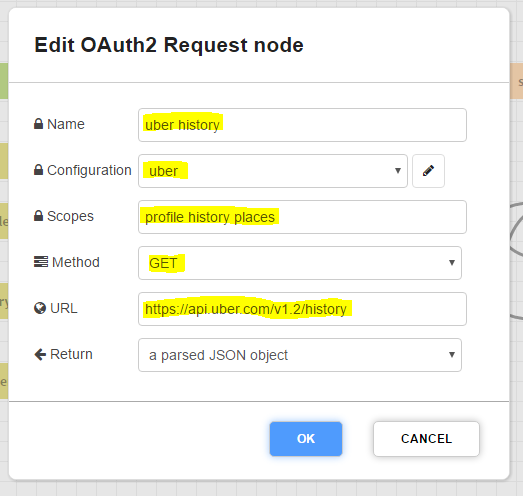 Edit OAuth2 Request node
Name uber history
Configuration uber
Scopes profile history places
Method GET
URL https://api.uber.com/v1.2/history
Return a parsed JSON object
OK CANCEL